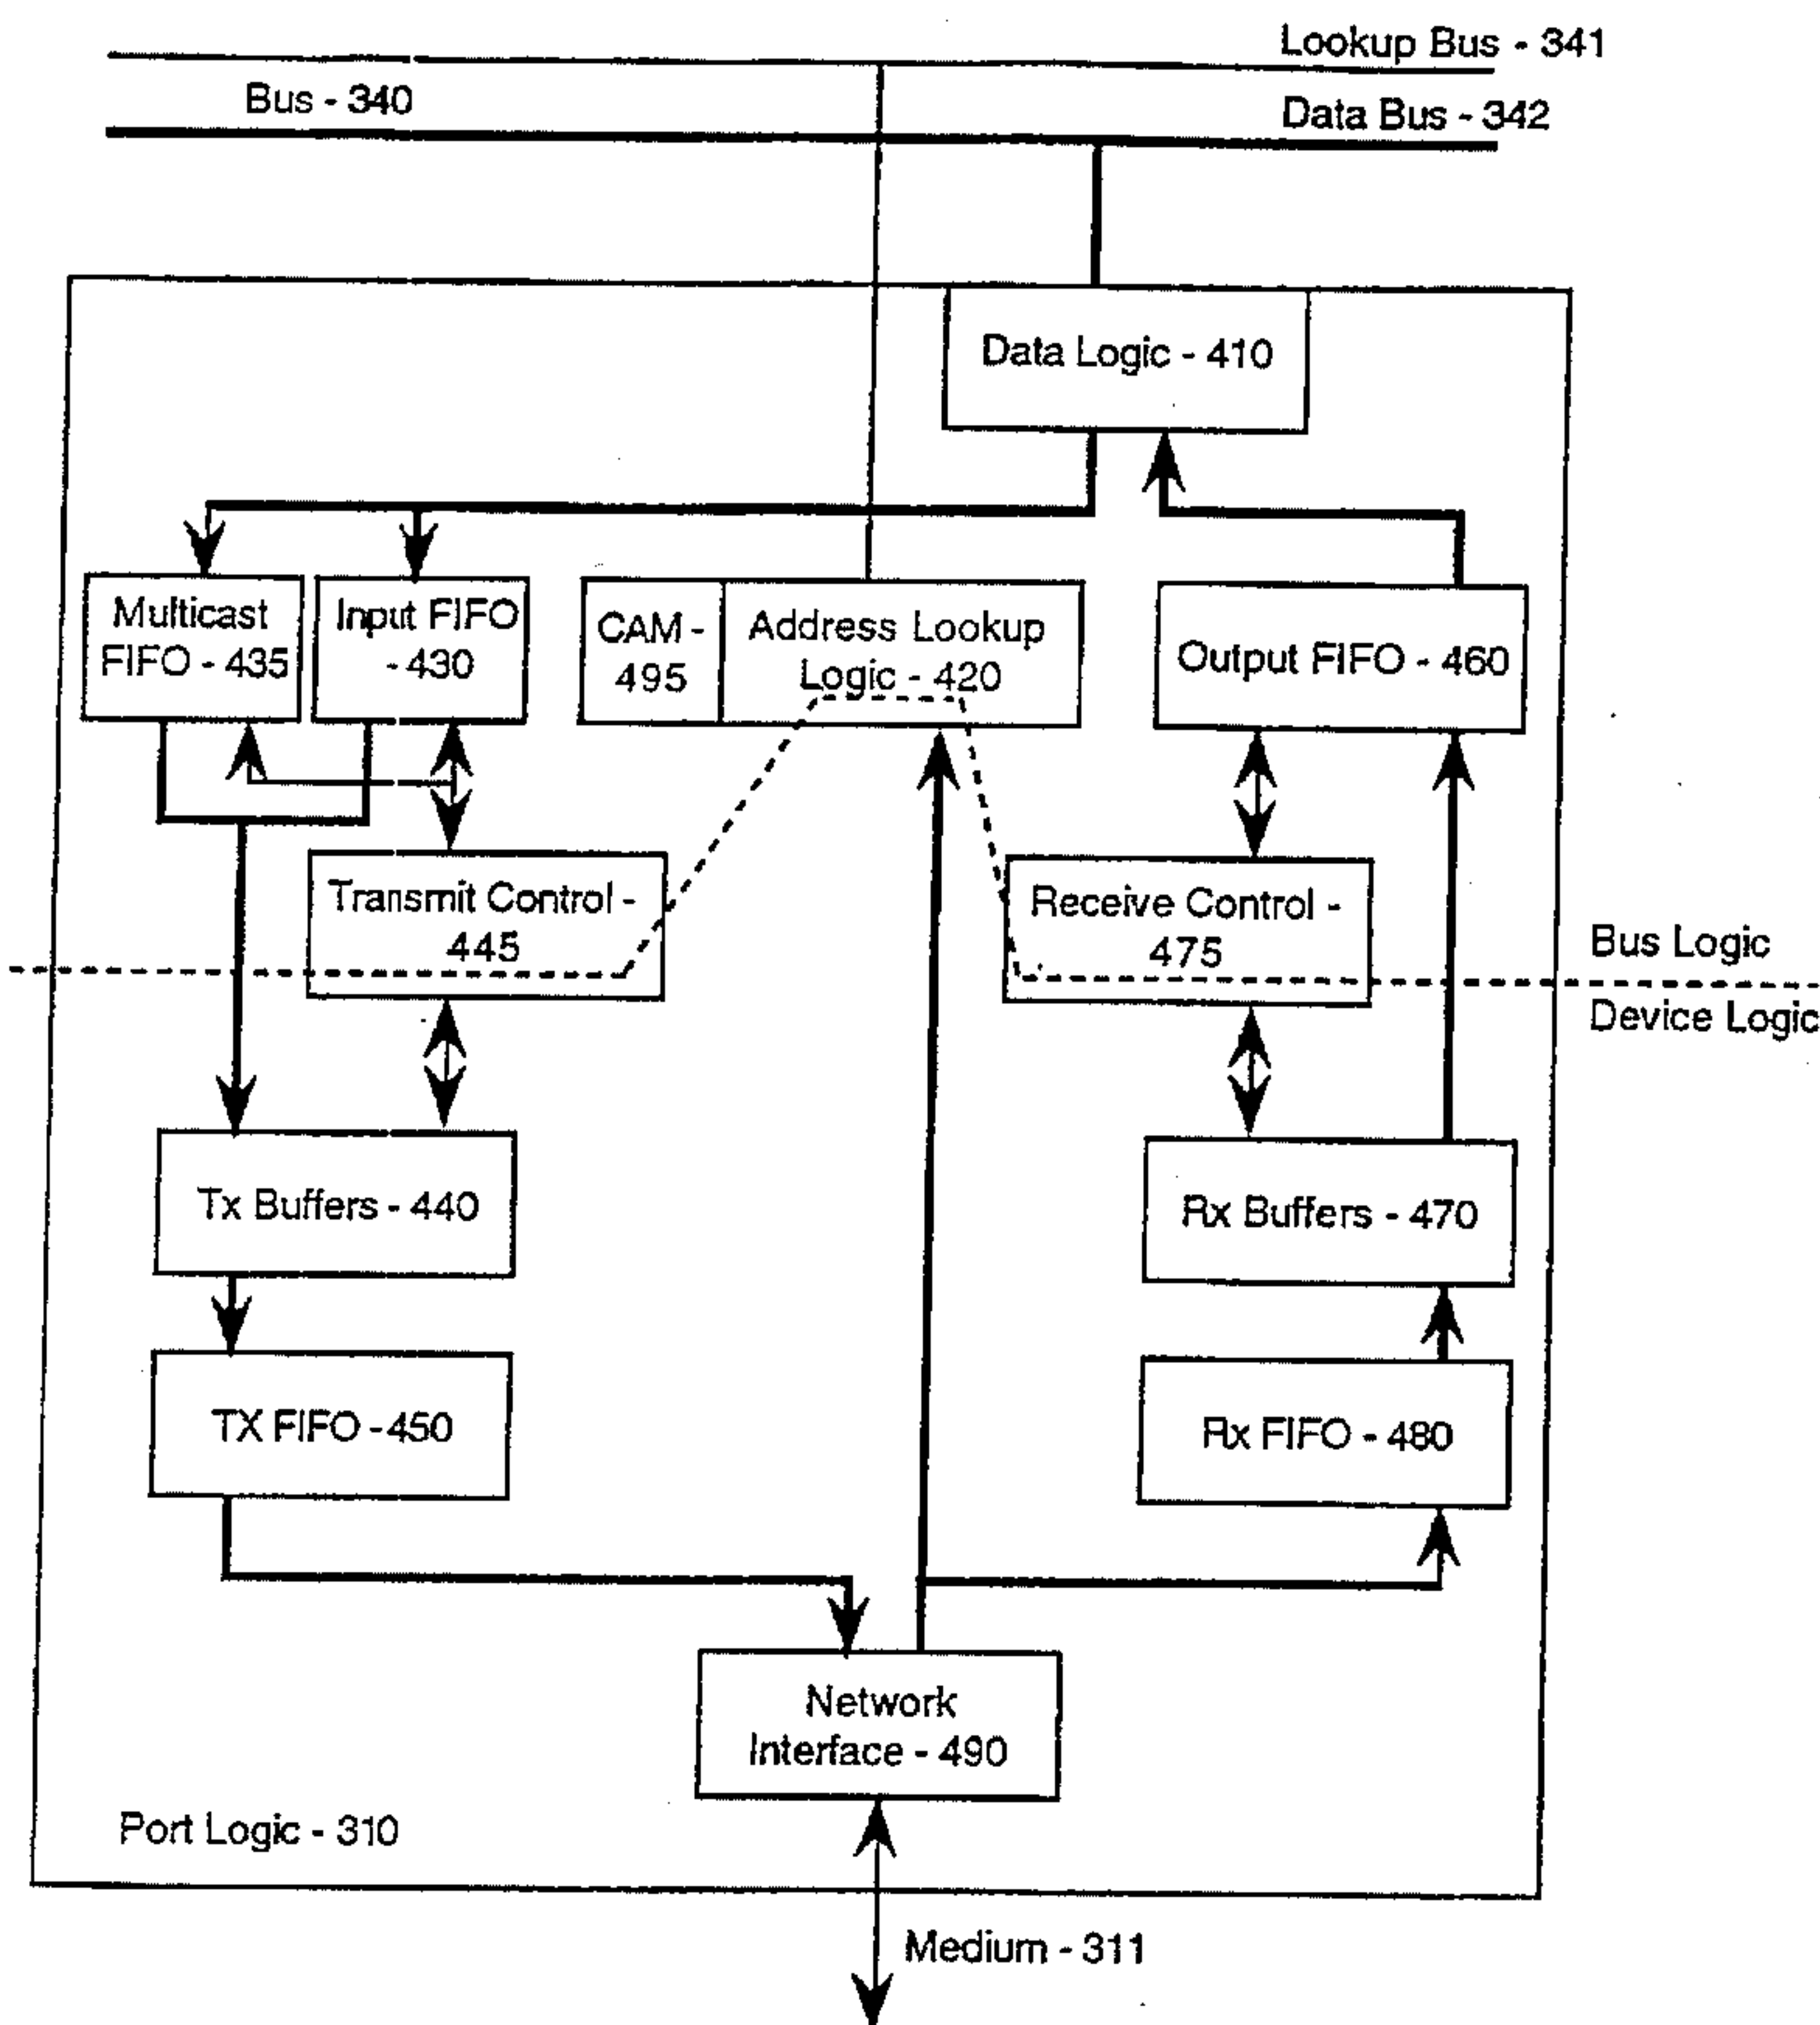 Lookup Bus - 341
Bus - 340
Data Bus - 342
Data Logic - 410
Multicast
FIFO - 435
Input FIFO
- 430
CAM -
495
Address Lookup
Logic - 420
Output FIFO - 460
Transmit Control -
445
Receive Control -
475
Bus Logic
Device Logic
Tx Buffers - 440
Rx Buffers - 470
TX FIFO - 450
Rx FIFO - 480
Network
Interface - 490
Port Logic - 310
Medium - 311